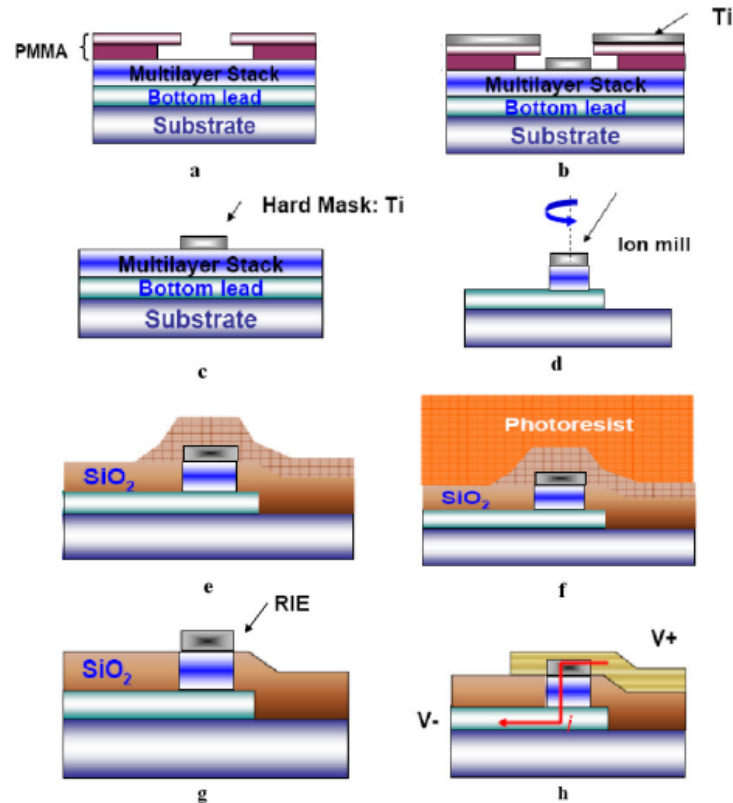 PMMA
Multilayer Stack
Bottom lead
Substrate
a
Ti
Multilayer Stack
Bottom lead
Substrate
b
Hard Mask: Ti
Multilayer Stack
Bottom lead
Substrate
c
Ion mill
d
SiO2
e
Photoresist
SiO2
f
RIE
SiO2
g
V+
V-
i
h